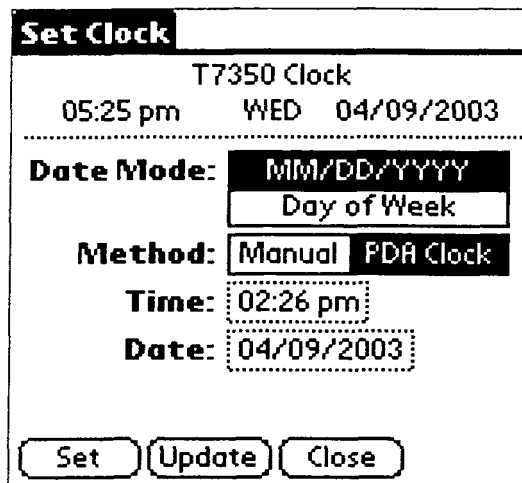 Set Clock
T7350 Clock
05:25 pm WED 04/09/2003
Date Mode: MM/DD/YYYY
Day of Week
Method: Manual PDA Clock
Time: 02:26 pm
Date: 04/09/2003
Set Update Close